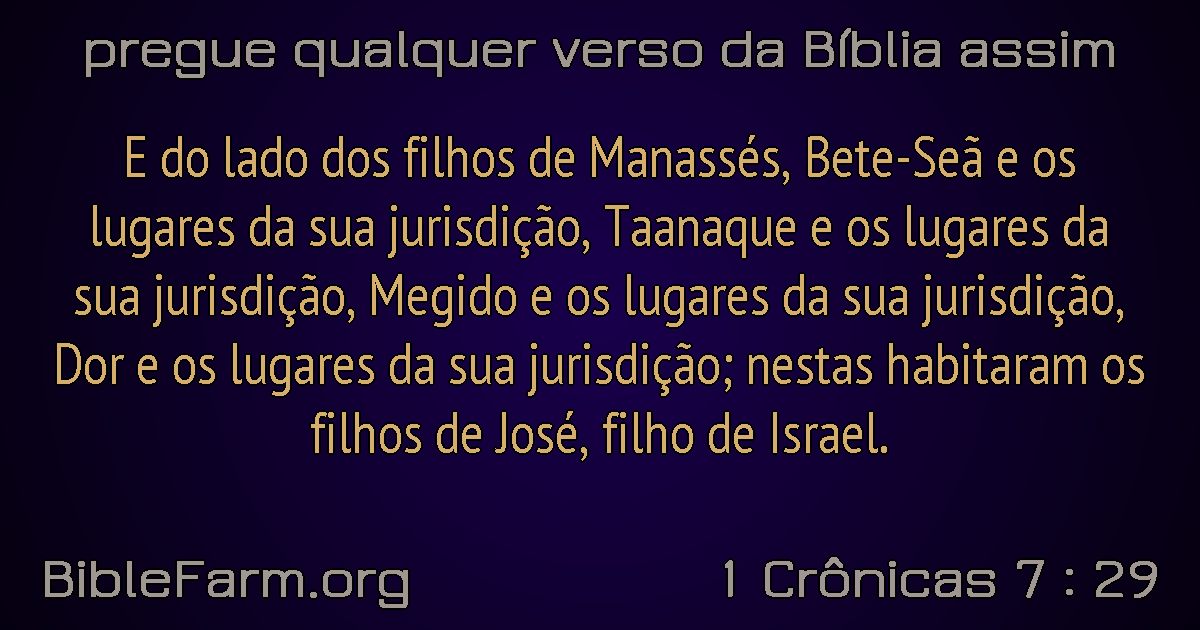 pregue qualquer verso da Bíblia assim
E do lado dos filhos de Manassés, Bete-Seã e os
lugares da sua jurisdição, Taanaque e os lugares da
sua jurisdição, Megido e os lugares da sua jurisdição,
Dor e os lugares da sua jurisdição; nestas habitaram os
filhos de José, filho de Israel.
BibleFarm.org
1 Crônicas 7 : 29